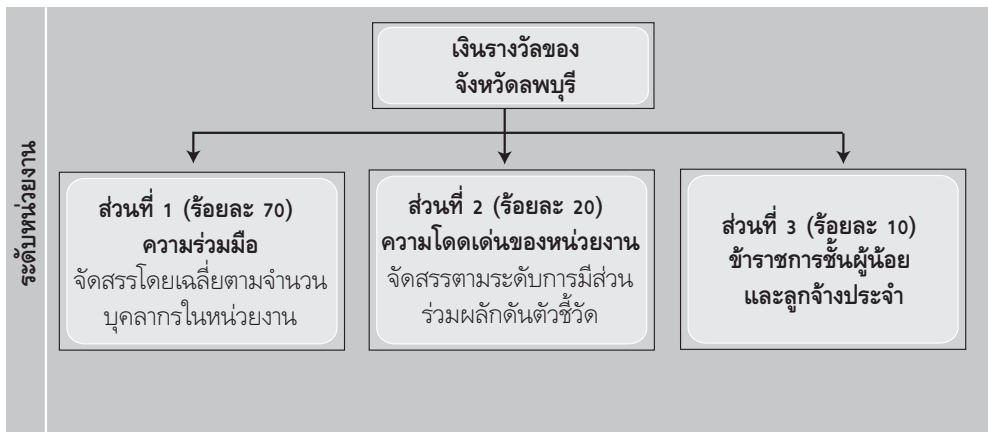 ระดับหน่วยงาน
เงินรางวัลของ
จังหวัดลพบุรี
ส่วนที่ 1 (ร้อยละ 70)
ความร่วมมือ
จัดสรรโดยเฉลี่ยตามจำนวน
บุคลากรในหน่วยงาน
ส่วนที่ 2 (ร้อยละ 20)
ความโดดเด่นของหน่วยงาน
จัดสรรตามระดับการมีส่วน
ร่วมผลักดันตัวชี้วัด
ส่วนที่ 3 (ร้อยละ 10)
ข้าราชการชั้นผู้น้อย
และลูกจ้างประจำ